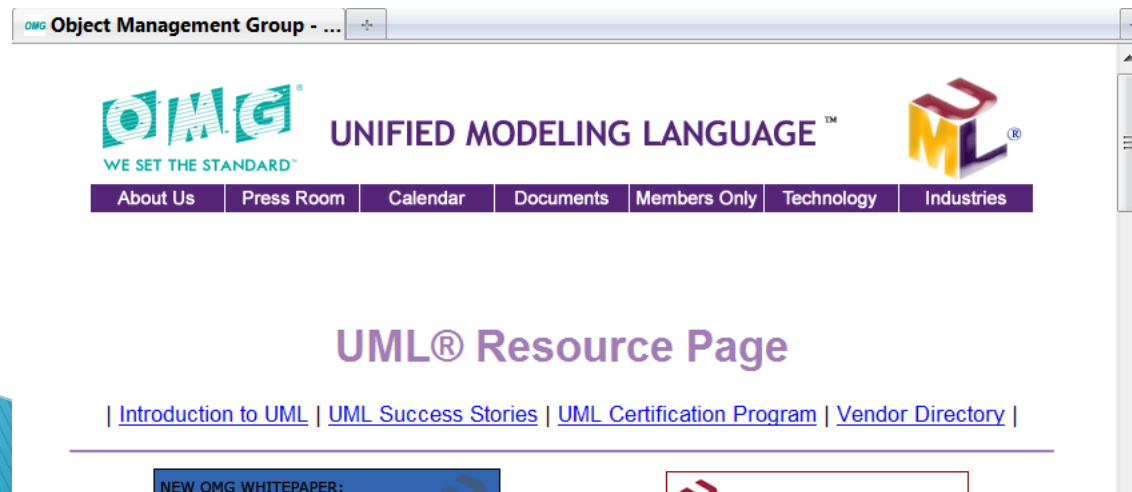 OMG Object Management Group - ...
OMG®
WE SET THE STANDARD™
UNIFIED MODELING LANGUAGE™
UML®
About Us Press Room Calendar Documents Members Only Technology Industries
UML® Resource Page
| Introduction to UML | UML Success Stories | UML Certification Program | Vendor Directory |
NEW OMG WHITEPAPER: